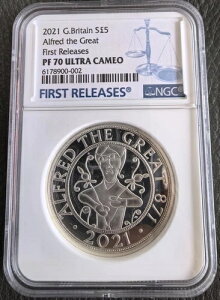 2021 G.Britain S£5
Alfred the Great
First Releases
PF 70 ULTRA CAMEO
6178900-002
FIRST RELEASES®
NGC
ALFRED THE GREAT 871
2021